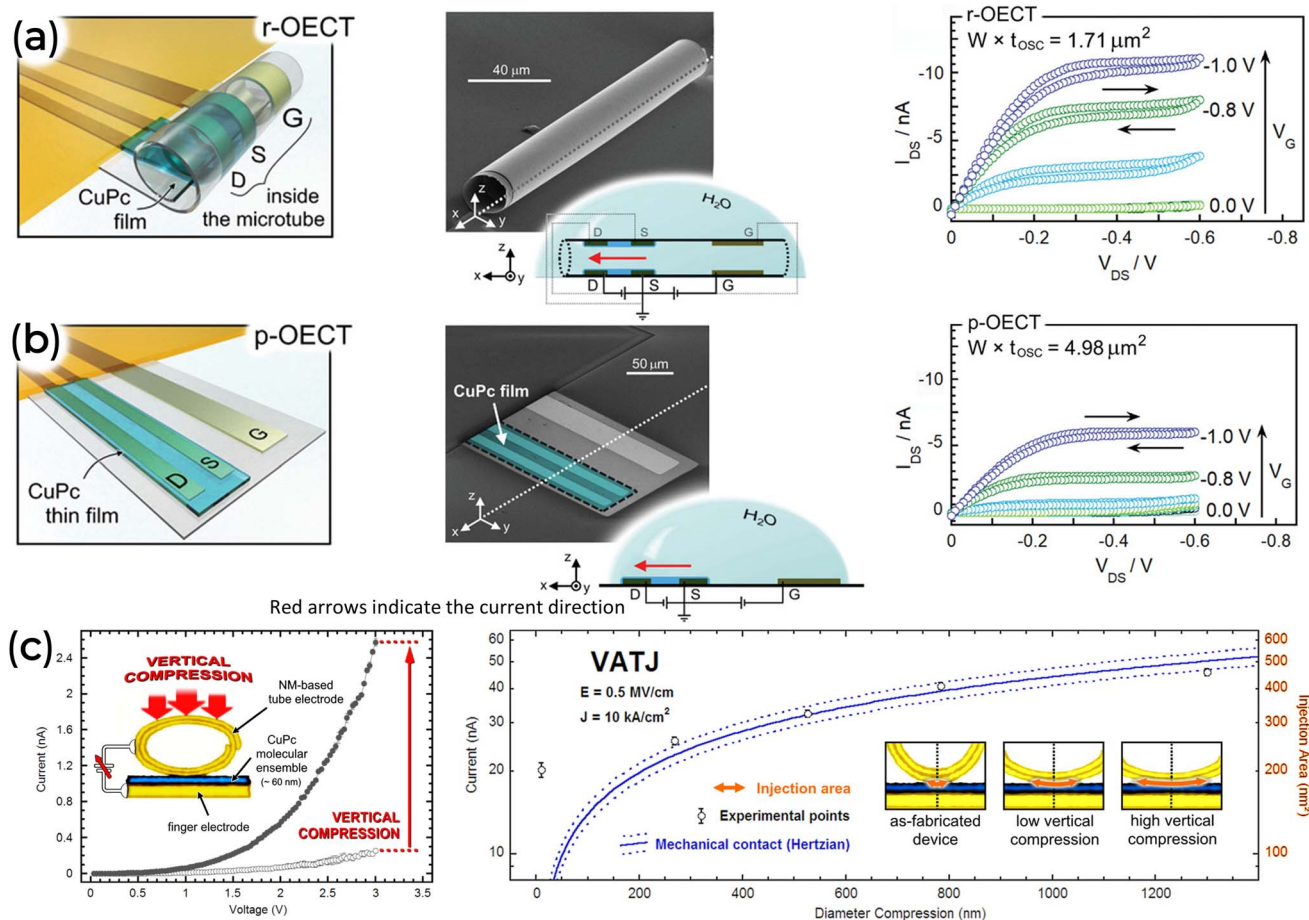 (a)
r-OECT
G
S
D
inside
the microtube
CuPc
film
40 μm
z
x
y
H₂O
D
S
G
z
x
y
D
S
G
r-OECT
W × tOSC = 1.71 μm²
-10
-5
0
IDS / nA
-1.0 V
-0.8 V
0.0 V
VG
0
-0.2
-0.4
-0.6
-0.8
VDS / V
(b)
p-OECT
G
S
D
CuPc
thin film
50 μm
CuPc film
z
x
y
H₂O
z
x
y
D
S
G
p-OECT
W × tOSC = 4.98 μm²
-10
-5
0
IDS / nA
-1.0 V
-0.8 V
0.0 V
VG
0
-0.2
-0.4
-0.6
-0.8
VDS / V
Red arrows indicate the current direction
(c)
2.4
2.0
1.6
1.2
0.8
0.4
0
Current (nA)
VERTICAL
COMPRESSION
NM-based
tube electrode
CuPc
molecular
ensemble
(~ 60 nm)
finger electrode
VERTICAL
COMPRESSION
0.0
0.5
1.0
1.5
2.0
2.5
3.0
3.5
Voltage (V)
60
50
40
30
20
10
Current (nA)
VATJ
E = 0.5 MV/cm
J = 10 kA/cm²
Injection area
Experimental points
Mechanical contact (Hertzian)
as-fabricated
device
low vertical
compression
high vertical
compression
600
500
400
300
200
100
Injection Area (nm²)
0
200
400
600
800
1000
1200
Diameter Compression (nm)